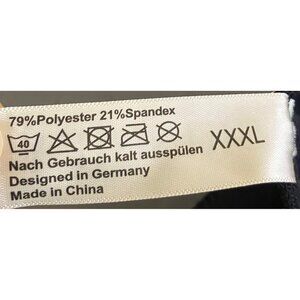 79%Polyester 21%Spandex
40
Nach Gebrauch kalt ausspülen
Designed in Germany
Made in China
XXXL